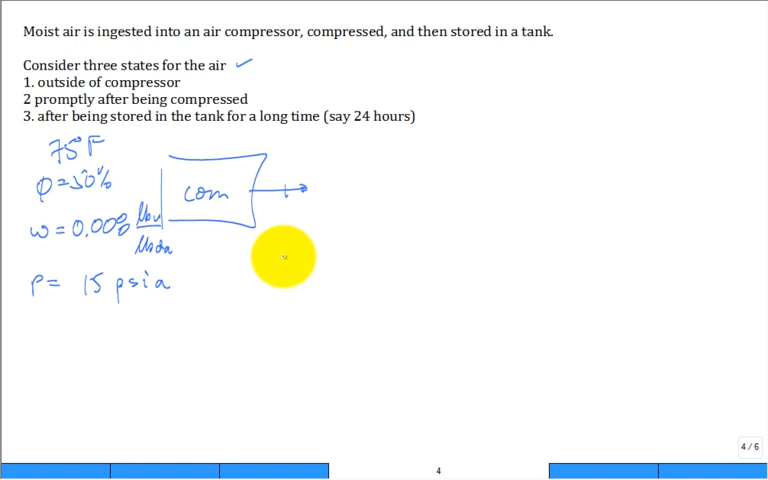 Moist air is ingested into an air compressor, compressed, and then stored in a tank.
Consider three states for the air
1. outside of compressor
2 promptly after being compressed
3. after being stored in the tank for a long time (say 24 hours)
75°F
φ=50%
com
ω=0.009 lbv/lbda
P= 15 psia
4/6
4